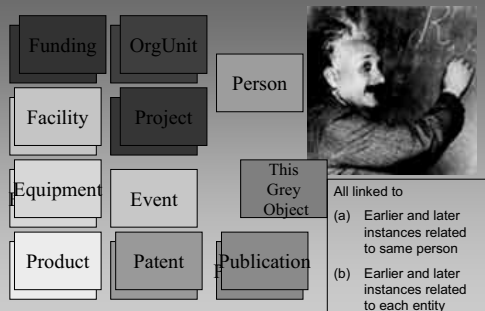 Funding
OrgUnit
Person
Facility
Project
Equipment
Event
This
Grey
Object
Product
Patent
Publication
All linked to
(a) Earlier and later
instances related
to same person
(b) Earlier and later
instances related
to each entity